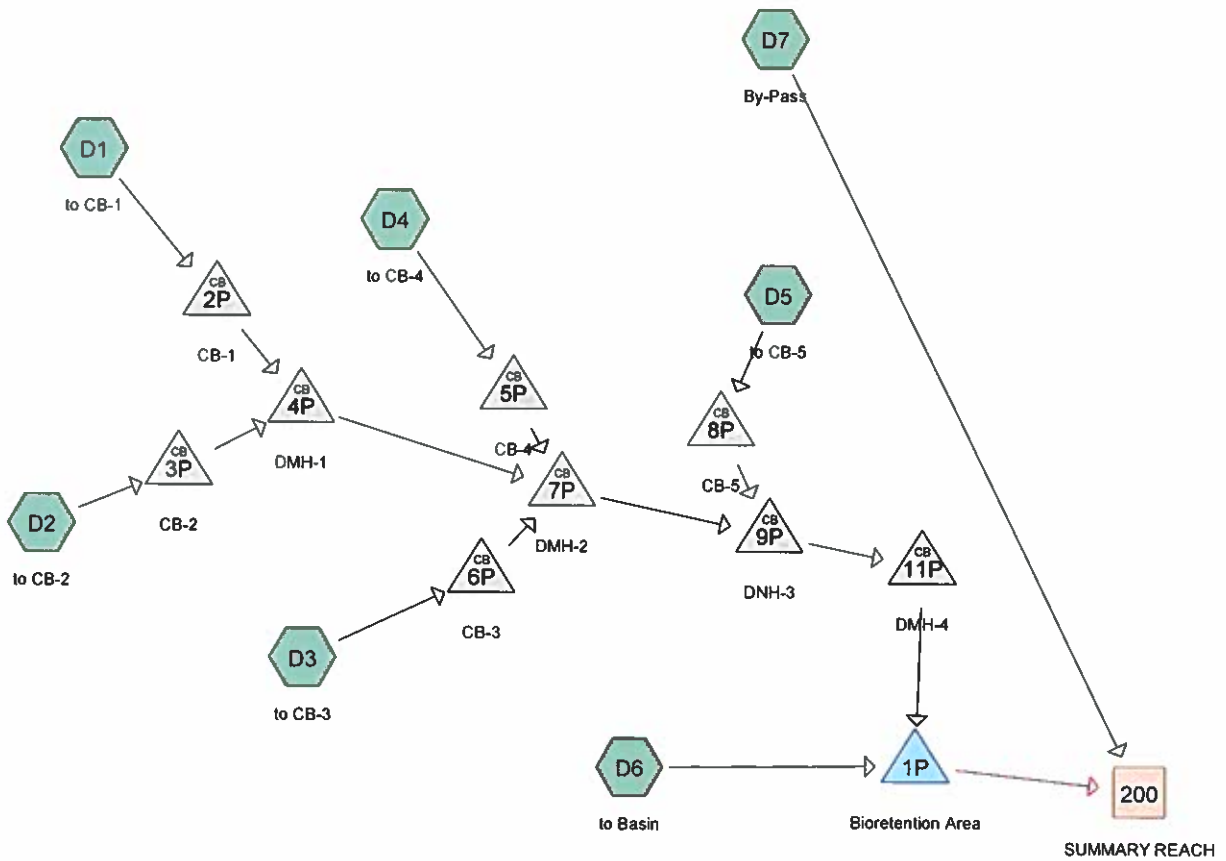 D7
By-Pass
D1
to CB-1
D4
to CB-4
CB
2P
CB-1
D5
to CB-5
CB
4P
DMH-1
CB
5P
CB-4
CB
8P
CB-5
CB
3P
CB-2
D2
to CB-2
CB
7P
DMH-2
CB
9P
DNH-3
CB
11P
DMH-4
CB
6P
CB-3
D3
to CB-3
D6
to Basin
1P
Bioretention Area
200
SUMMARY REACH